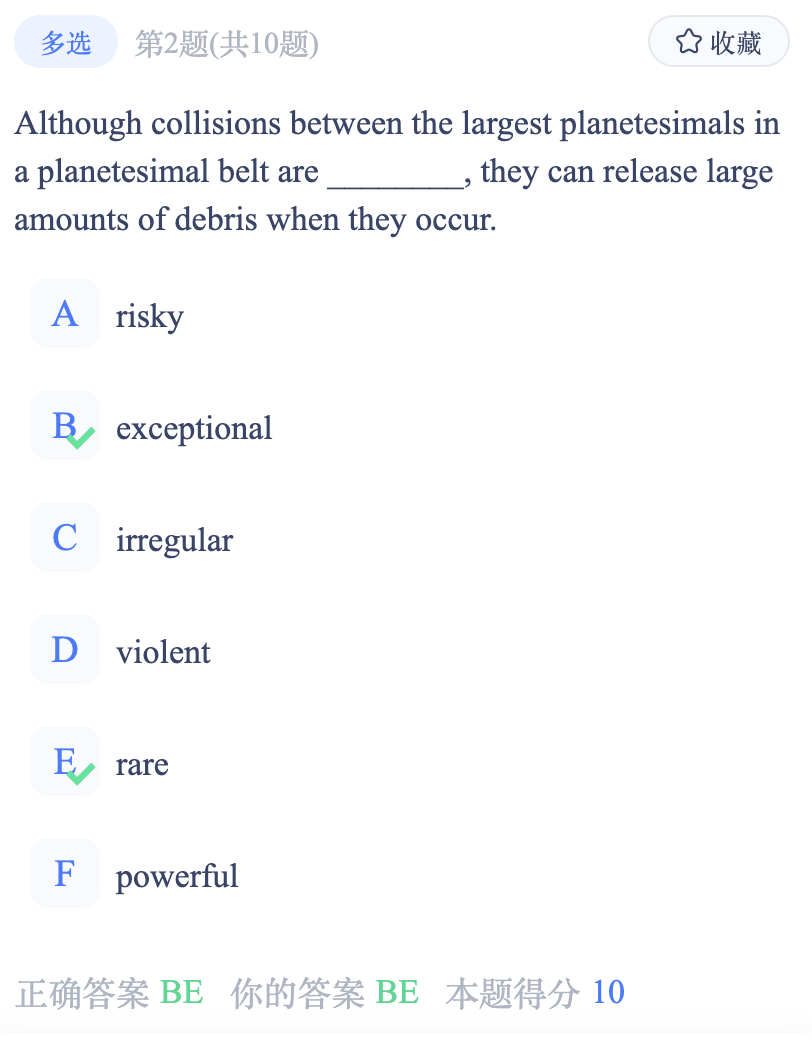 多选 第2题(共10题) 收藏
Although collisions between the largest planetesimals in
a planetesimal belt are ________, they can release large
amounts of debris when they occur.
A risky
B exceptional
C irregular
D violent
E rare
F powerful
正确答案 BE 你的答案 BE 本题得分 10